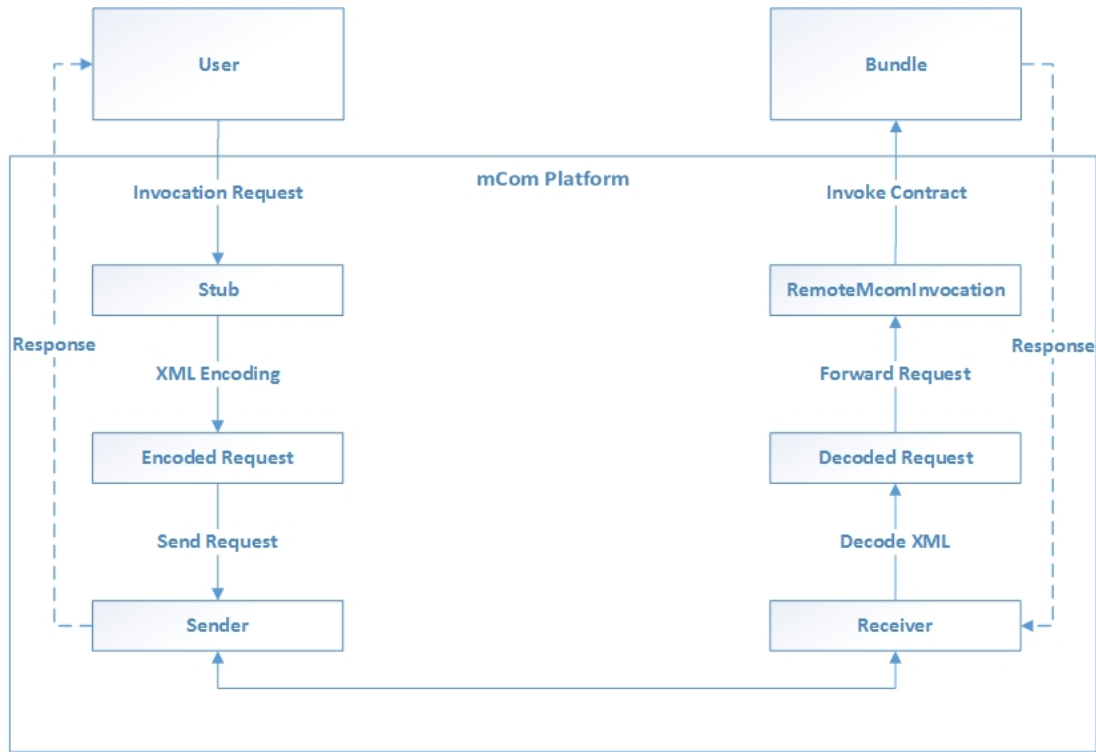 User
Bundle
mCom Platform
Invocation Request
Invoke Contract
Stub
RemoteMcomInvocation
Response
Response
XML Encoding
Forward Request
Encoded Request
Decoded Request
Send Request
Decode XML
Sender
Receiver